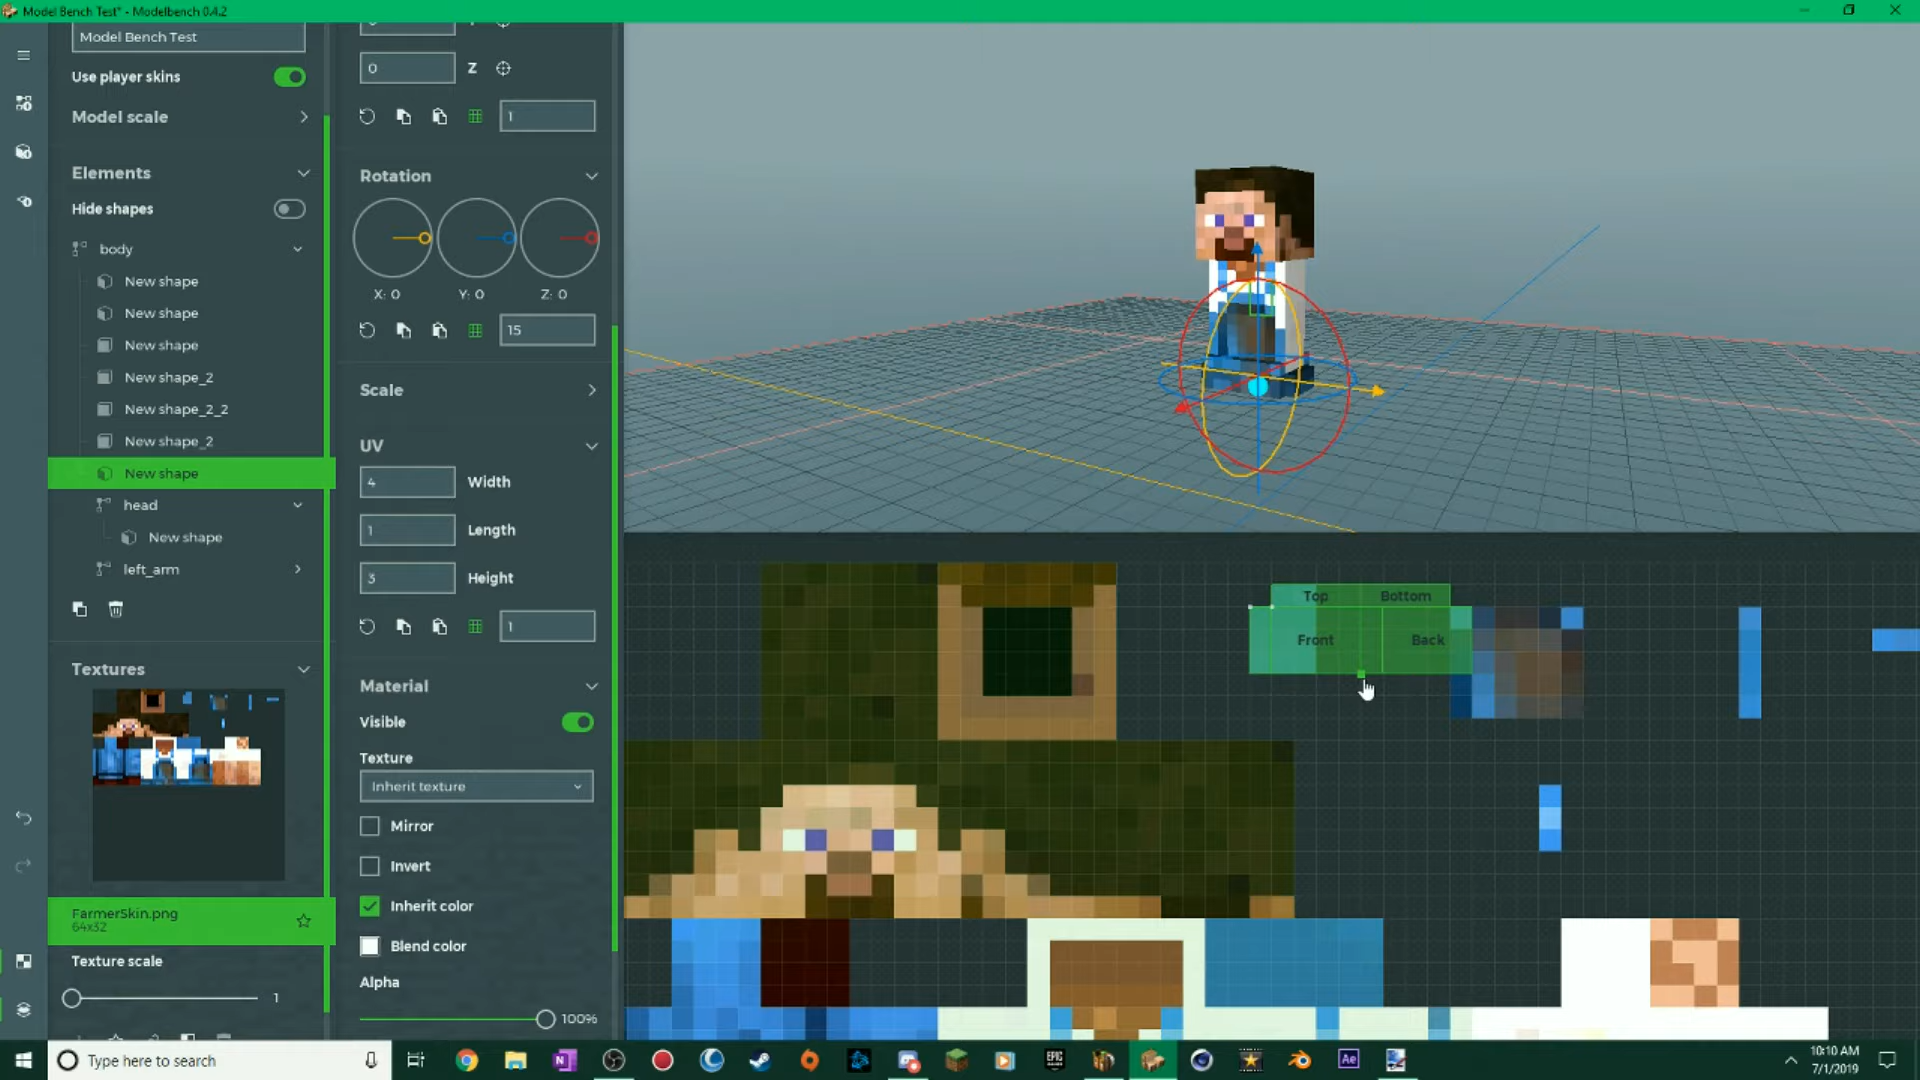 Model Bench Test* - Modelbench 0.4.2
Model Bench Test
Use player skins
Model scale
Elements
Hide shapes
body
New shape
New shape
New shape
New shape_2
New shape_2_2
New shape_2
New shape
head
New shape
left_arm
Textures
FarmerSkin.png
64x32
Texture scale
1
0 Z
1
Rotation
X: 0 Y: 0 Z: 0
15
Scale
UV
4 Width
1 Length
3 Height
1
Material
Visible
Texture
Inherit texture
Mirror
Invert
Inherit color
Blend color
Alpha
100%
Top Bottom
Front Back
Type here to search
EPIC
Ae
10:10 AM
7/1/2019